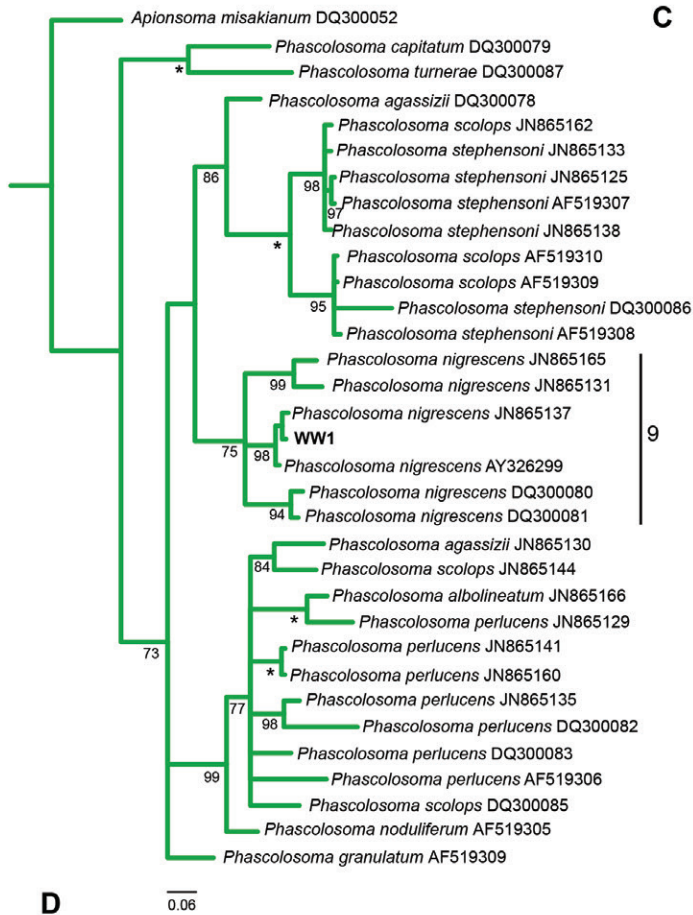 Apionsoma misakianum DQ300052
C
Phascolosoma capitatum DQ300079
*
Phascolosoma turnerae DQ300087
Phascolosoma agassizii DQ300078
86
Phascolosoma scolops JN865162
Phascolosoma stephensoni JN865133
98
Phascolosoma stephensoni JN865125
97
Phascolosoma stephensoni AF519307
Phascolosoma stephensoni JN865138
*
Phascolosoma scolops AF519310
Phascolosoma scolops AF519309
95
Phascolosoma stephensoni DQ300086
Phascolosoma stephensoni AF519308
Phascolosoma nigrescens JN865165
99
Phascolosoma nigrescens JN865131
Phascolosoma nigrescens JN865137
75
98
WW1
9
Phascolosoma nigrescens AY326299
Phascolosoma nigrescens DQ300080
94
Phascolosoma nigrescens DQ300081
Phascolosoma agassizii JN865130
84
Phascolosoma scolops JN865144
Phascolosoma albolineatum JN865166
*
Phascolosoma perlucens JN865129
73
Phascolosoma perlucens JN865141
*
Phascolosoma perlucens JN865160
77
Phascolosoma perlucens JN865135
98
Phascolosoma perlucens DQ300082
Phascolosoma perlucens DQ300083
99
Phascolosoma perlucens AF519306
Phascolosoma scolops DQ300085
Phascolosoma noduliferum AF519305
Phascolosoma granulatum AF519309
D
0.06